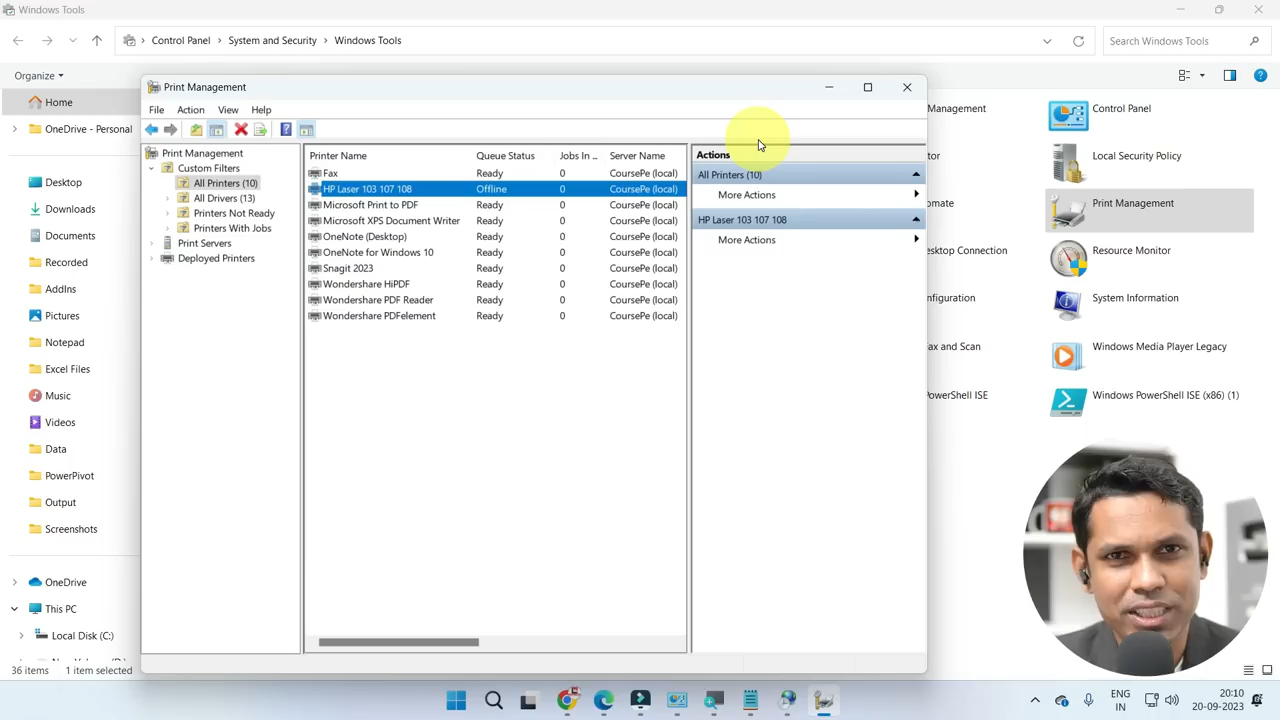 Windows Tools
Control Panel
System and Security
Windows Tools
Search Windows Tools
Organize
Print Management
File Action View Help
Home
OneDrive - Personal
Desktop
Downloads
Documents
Recorded
AddIns
Pictures
Notepad
Excel Files
Music
Videos
Data
PowerPivot
Output
Screenshots
OneDrive
This PC
Local Disk (C:)
36 items 1 item selected
Print Management
Custom Filters
All Printers (10)
All Drivers (13)
Printers Not Ready
Printers With Jobs
Print Servers
Deployed Printers
Printer Name Queue Status Jobs In ... Server Name
Fax Ready 0 CoursePe (local)
HP Laser 103 107 108 Offline 0 CoursePe (local)
Microsoft Print to PDF Ready 0 CoursePe (local)
Microsoft XPS Document Writer Ready 0 CoursePe (local)
OneNote (Desktop) Ready 0 CoursePe (local)
OneNote for Windows 10 Ready 0 CoursePe (local)
Snagit 2023 Ready 0 CoursePe (local)
Wondershare HiPDF Ready 0 CoursePe (local)
Wondershare PDF Reader Ready 0 CoursePe (local)
Wondershare PDFelement Ready 0 CoursePe (local)
Actions
All Printers (10)
More Actions
HP Laser 103 107 108
More Actions
Management
Control Panel
tor
Local Security Policy
mate
Print Management
sktop Connection
Resource Monitor
nfiguration
System Information
ax and Scan
Windows Media Player Legacy
PowerShell ISE
Windows PowerShell ISE (x86) (1)
ENG
IN
20:10
20-09-2023